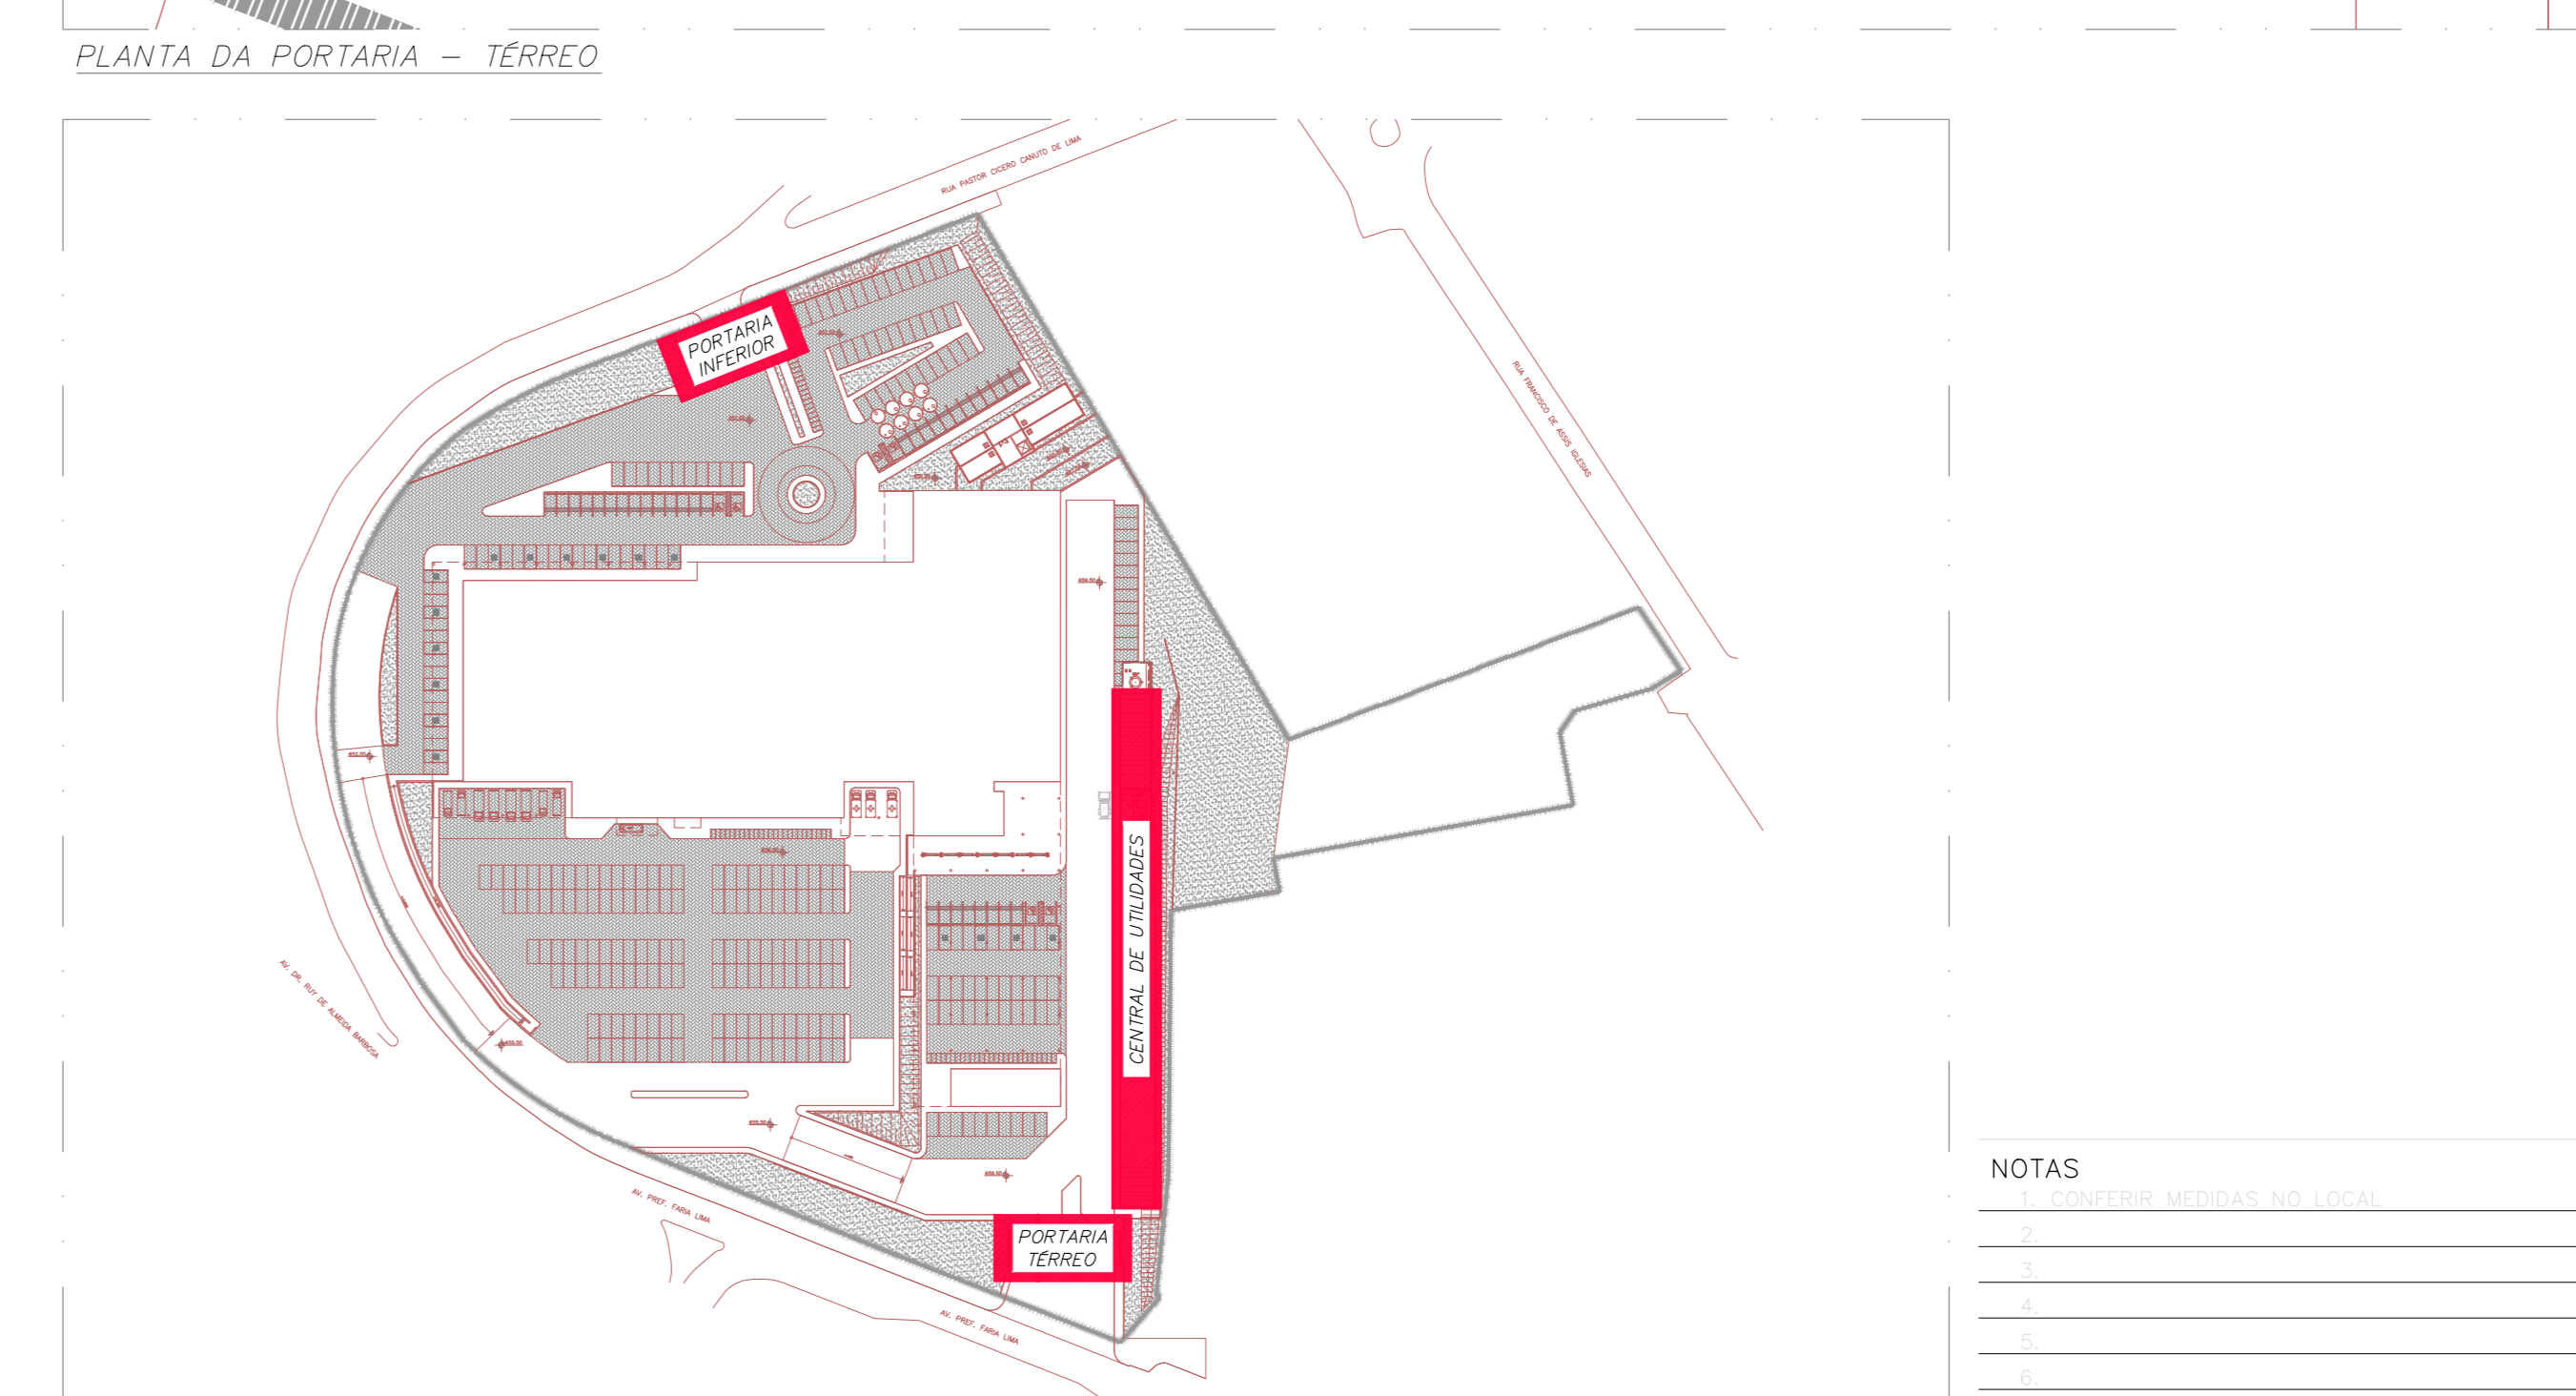 PLANTA DA PORTARIA – TÉRREO
RUA PASTOR CICERO CANUTO DE LIMA
PORTARIA
INFERIOR
RUA FRANCISCO DE ASSIS IGLESIAS
CENTRAL DE UTILIDADES
AV. DR. RUY DE ALMEIDA BARBOSA
AV. PREF. FARIA LIMA
PORTARIA
TÉRREO
AV. PREF. FARIA LIMA
NOTAS
1. CONFERIR MEDIDAS NO LOCAL
2.
3.
4.
5.
6.